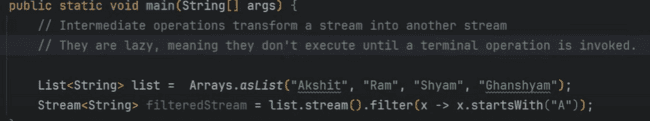 public static void main(String[] args) {
// Intermediate operations transform a stream into another stream
// They are lazy, meaning they don't execute until a terminal operation is invoked.
List<String> list =  Arrays.asList("Akshit", "Ram", "Shyam", "Ghanshyam");
Stream<String> filteredStream = list.stream().filter(x -> x.startsWith("A"));